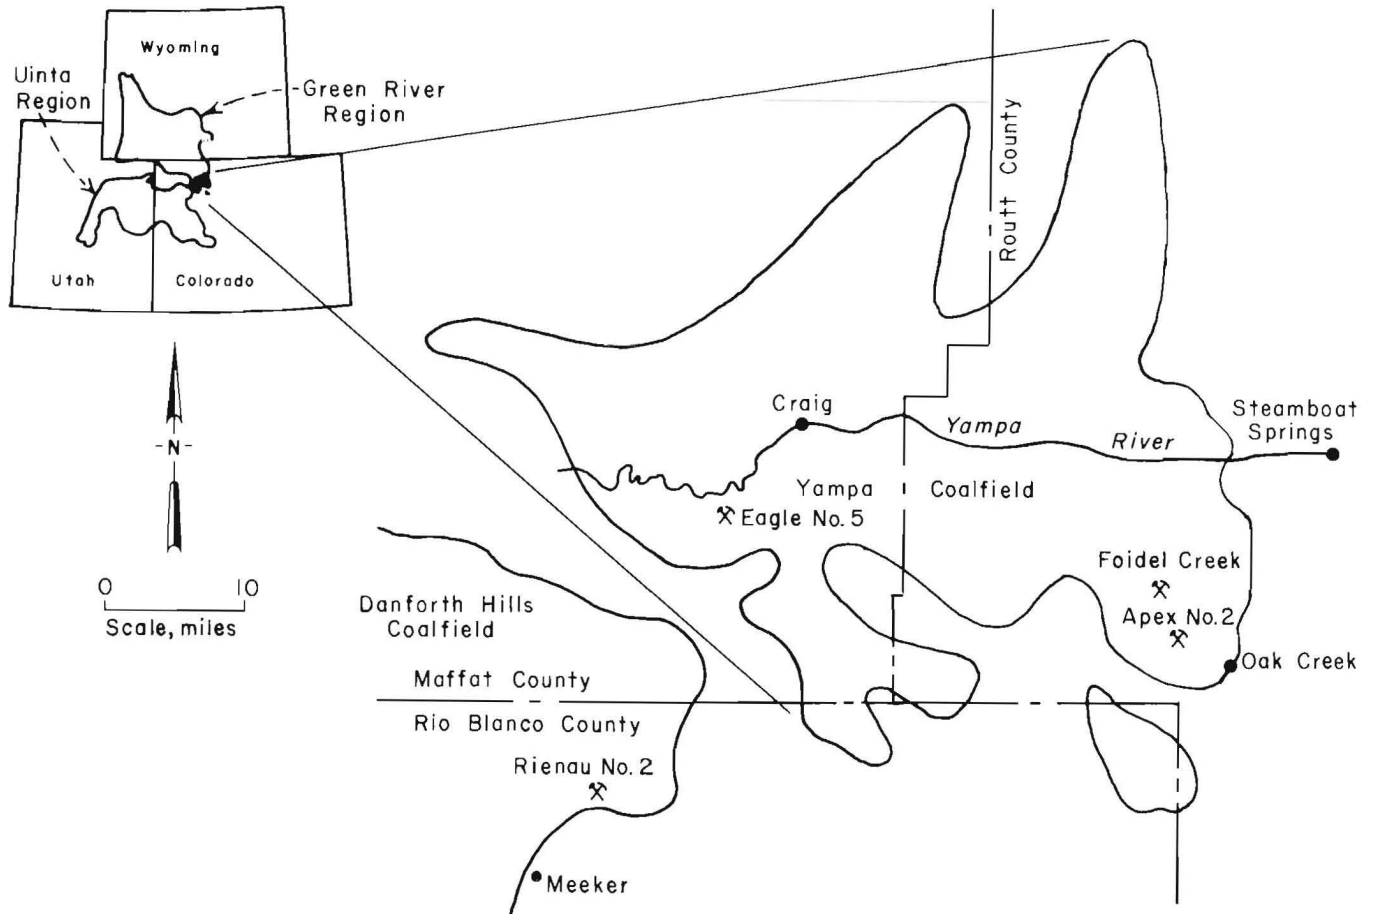 Wyoming
Uinta
Region
Green River
Region
Utah
Colorado
-N-
0 10
Scale, miles
Routt County
Craig
Yampa River
Steamboat
Springs
Yampa Coalfield
Eagle No. 5
Foidel Creek
Apex No. 2
Oak Creek
Danforth Hills
Coalfield
Maffat County
Rio Blanco County
Rienau No. 2
Meeker